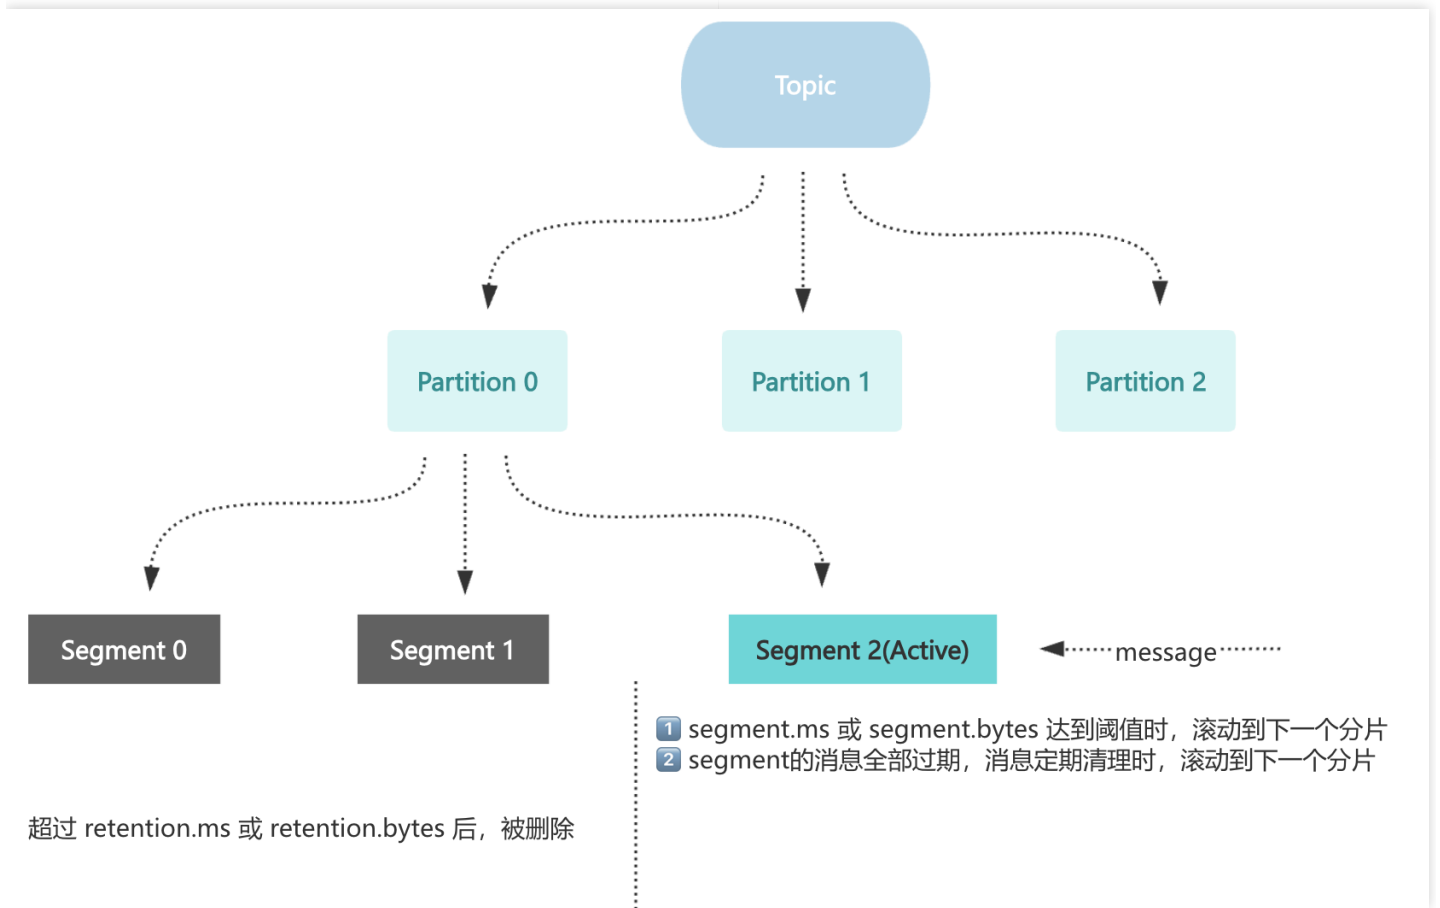 Topic
Partition 0
Partition 1
Partition 2
Segment 0
Segment 1
Segment 2(Active)
message
1 segment.ms 或 segment.bytes 达到阈值时，滚动到下一个分片
2 segment的消息全部过期，消息定期清理时，滚动到下一个分片
超过 retention.ms 或 retention.bytes 后，被删除